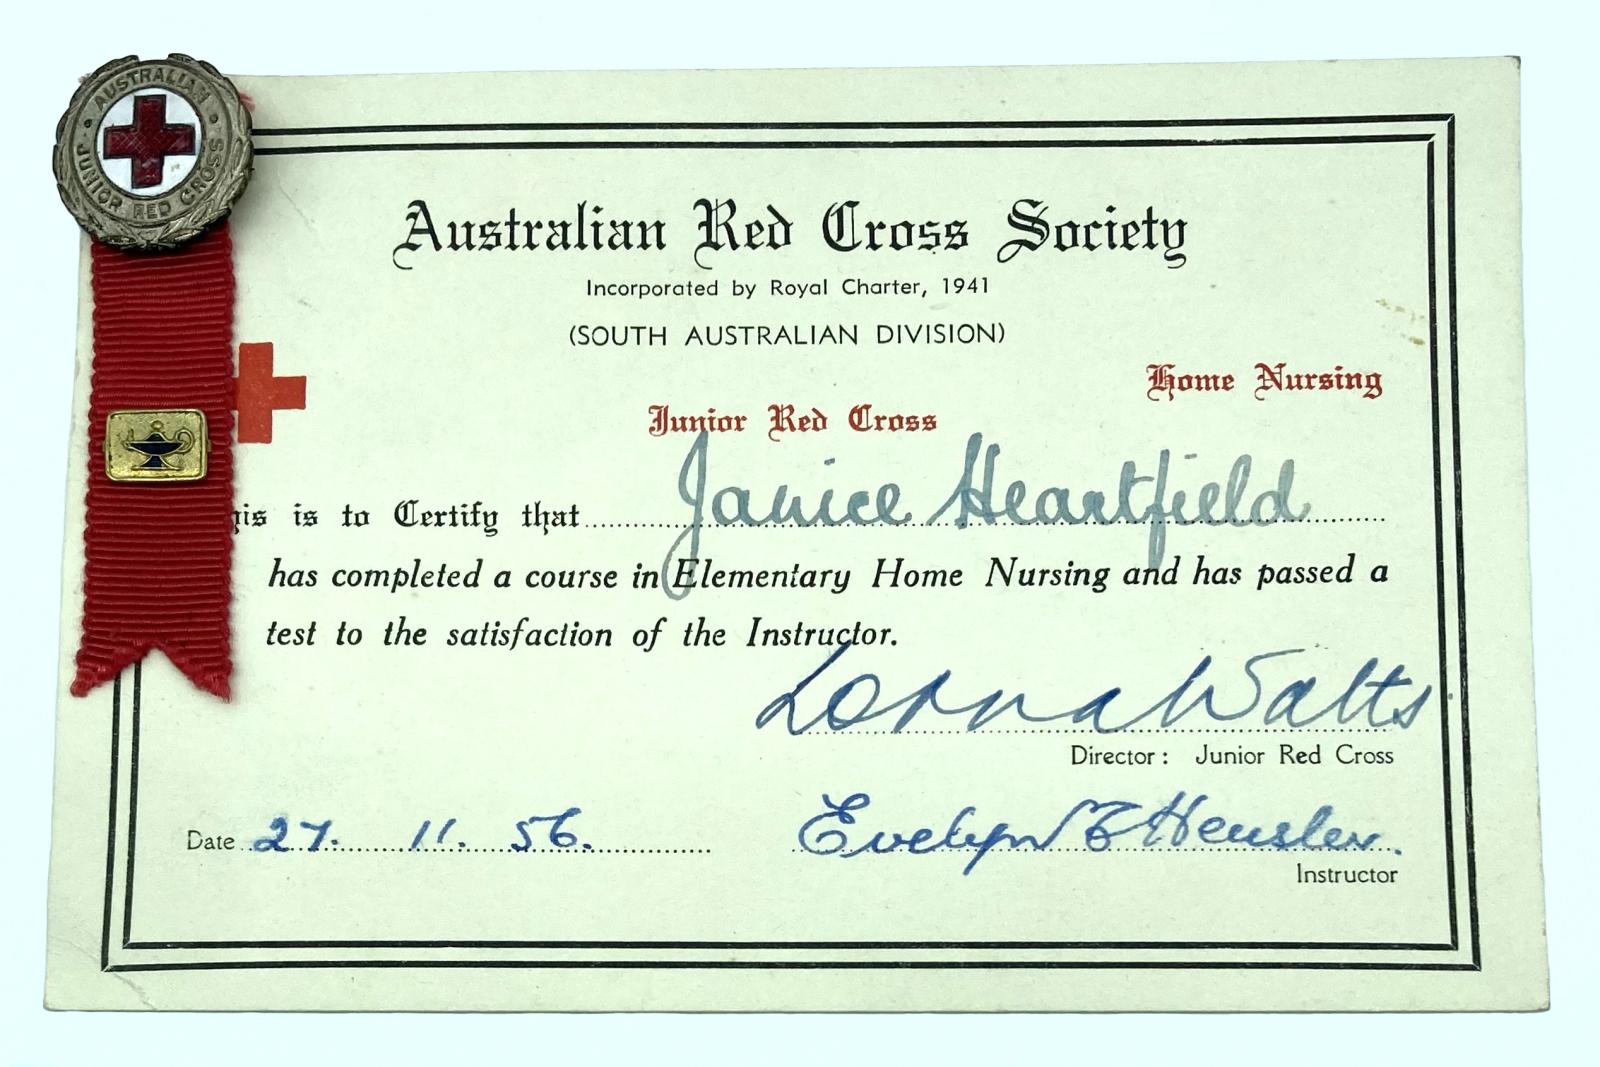 AUSTRALIAN
JUNIOR RED CROSS
Australian Red Cross Society
Incorporated by Royal Charter, 1941
(SOUTH AUSTRALIAN DIVISION)
Home Nursing
Junior Red Cross
his is to Certify that Janice Heartfield
has completed a course in Elementary Home Nursing and has passed a
test to the satisfaction of the Instructor.
Lorna Watts
Director: Junior Red Cross
Date 27. 11. 56. Evelyn Hensler.
Instructor